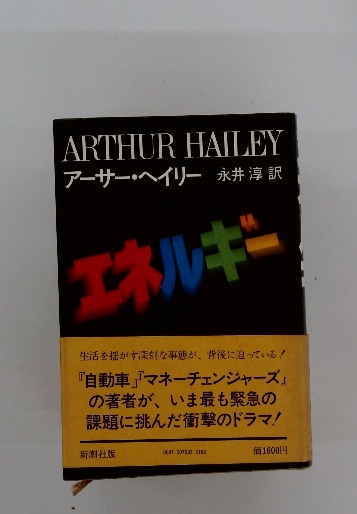 ARTHUR HAILEY
アーサー・ヘイリー 永井 淳 訳
エネルギー
生活を揺がす深刻な事態が、背後に迫っている!
『自動車』『マネーチェンジャーズ』
の著者が、いま最も緊急の
課題に挑んだ衝撃のドラマ!
新潮社版
価1600円